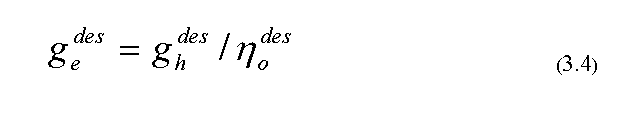 g_e^{des} = g_h^{des} / η_o^{des} (3.4)